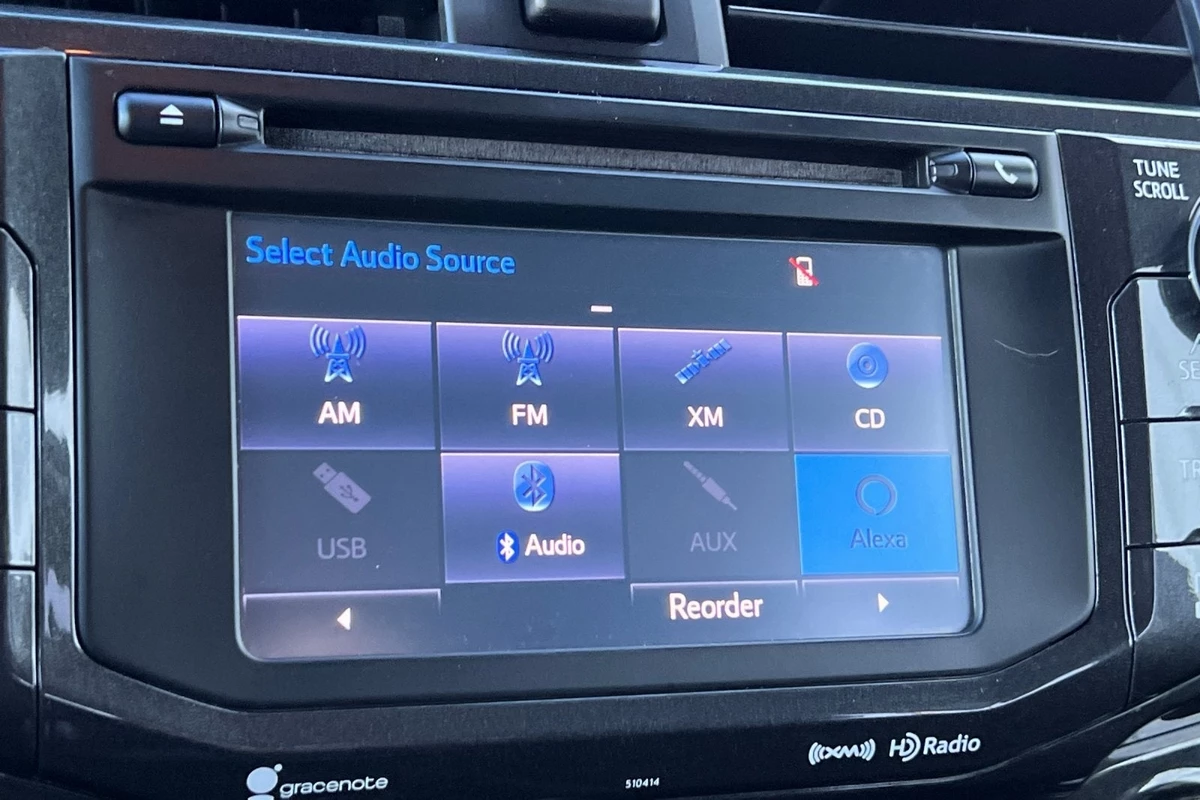 TUNE
SCROLL
Select Audio Source
AM FM XM CD
USB Audio AUX Alexa
Reorder
((XM)) HD Radio
gracenote
510414